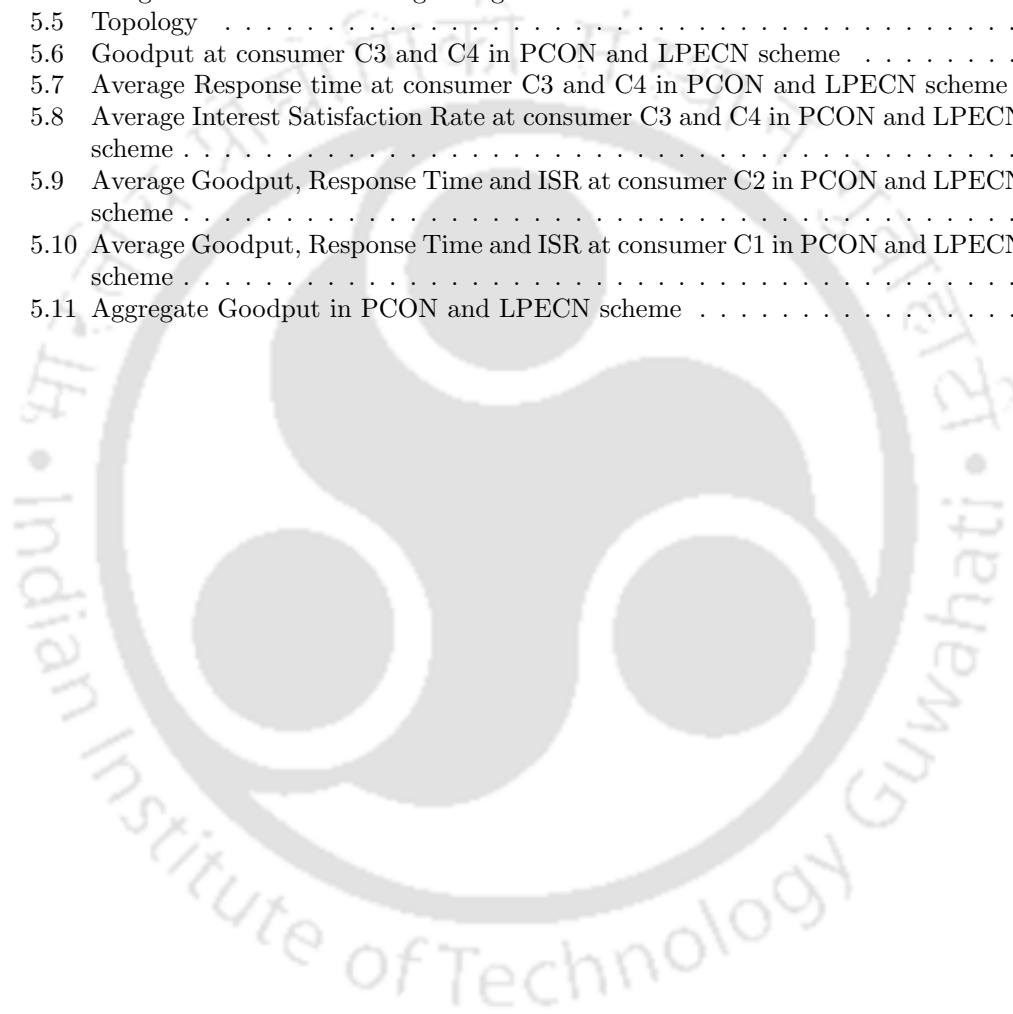 5.5 Topology . . . . . . . . . . . . . . . . . . . . . . . . . . . . . . . . . . . . . . . . . . . . . .
5.6 Goodput at consumer C3 and C4 in PCON and LPECN scheme . . . . . . . .
5.7 Average Response time at consumer C3 and C4 in PCON and LPECN scheme
5.8 Average Interest Satisfaction Rate at consumer C3 and C4 in PCON and LPECN
scheme . . . . . . . . . . . . . . . . . . . . . . . . . . . . . . . . . . . . . . . . . . . . . . . .
5.9 Average Goodput, Response Time and ISR at consumer C2 in PCON and LPECN
scheme . . . . . . . . . . . . . . . . . . . . . . . . . . . . . . . . . . . . . . . . . . . . . . . .
5.10 Average Goodput, Response Time and ISR at consumer C1 in PCON and LPECN
scheme . . . . . . . . . . . . . . . . . . . . . . . . . . . . . . . . . . . . . . . . . . . . . . . .
5.11 Aggregate Goodput in PCON and LPECN scheme . . . . . . . . . . . . . . . . . .
Indian Institute of Technology Guwahati